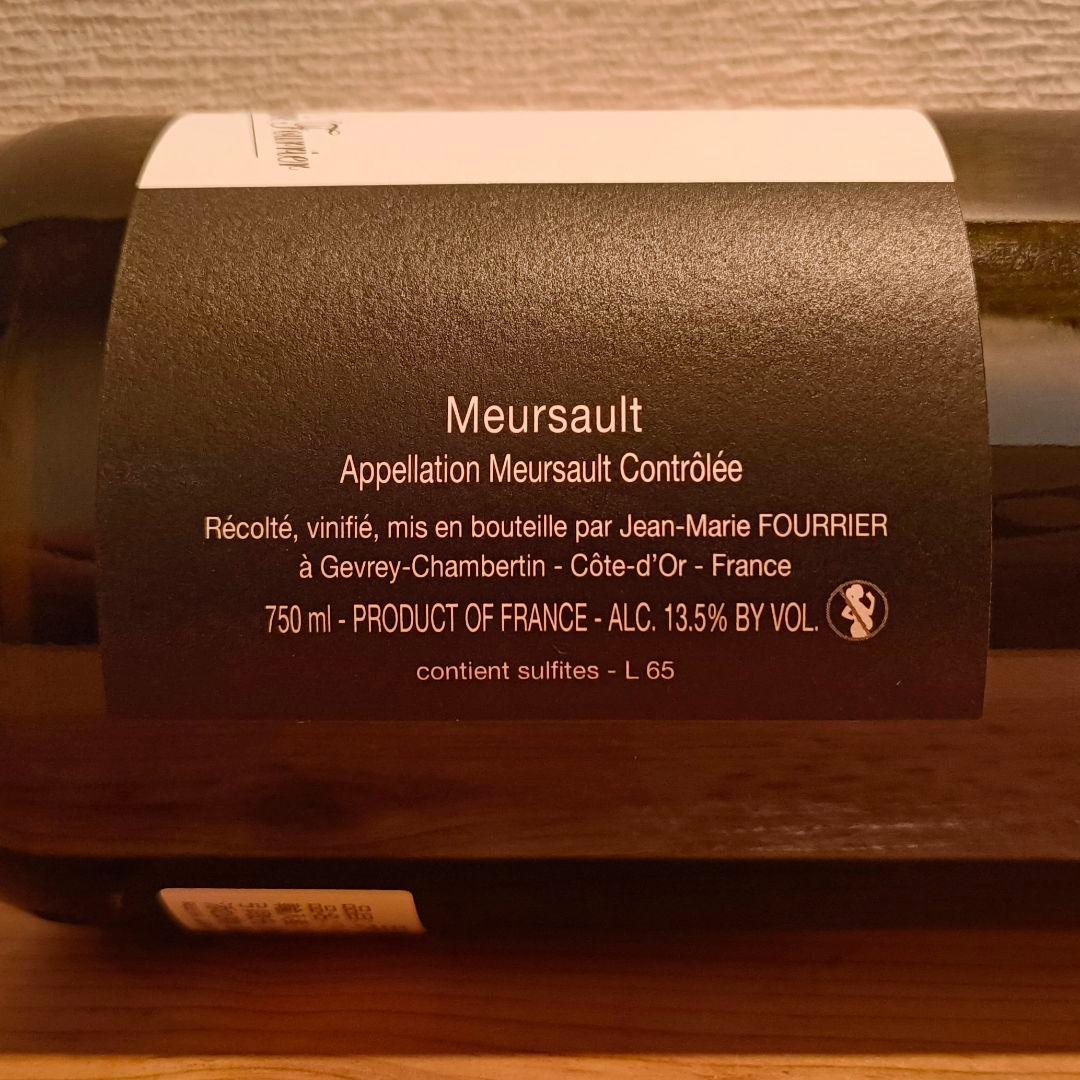 Fourrier
Meursault
Appellation Meursault Contrôlée
Récolté, vinifié, mis en bouteille par Jean-Marie FOURRIER
à Gevrey-Chambertin - Côte-d'Or - France
750 ml - PRODUCT OF FRANCE - ALC. 13.5% BY VOL.
contient sulfites - L 65